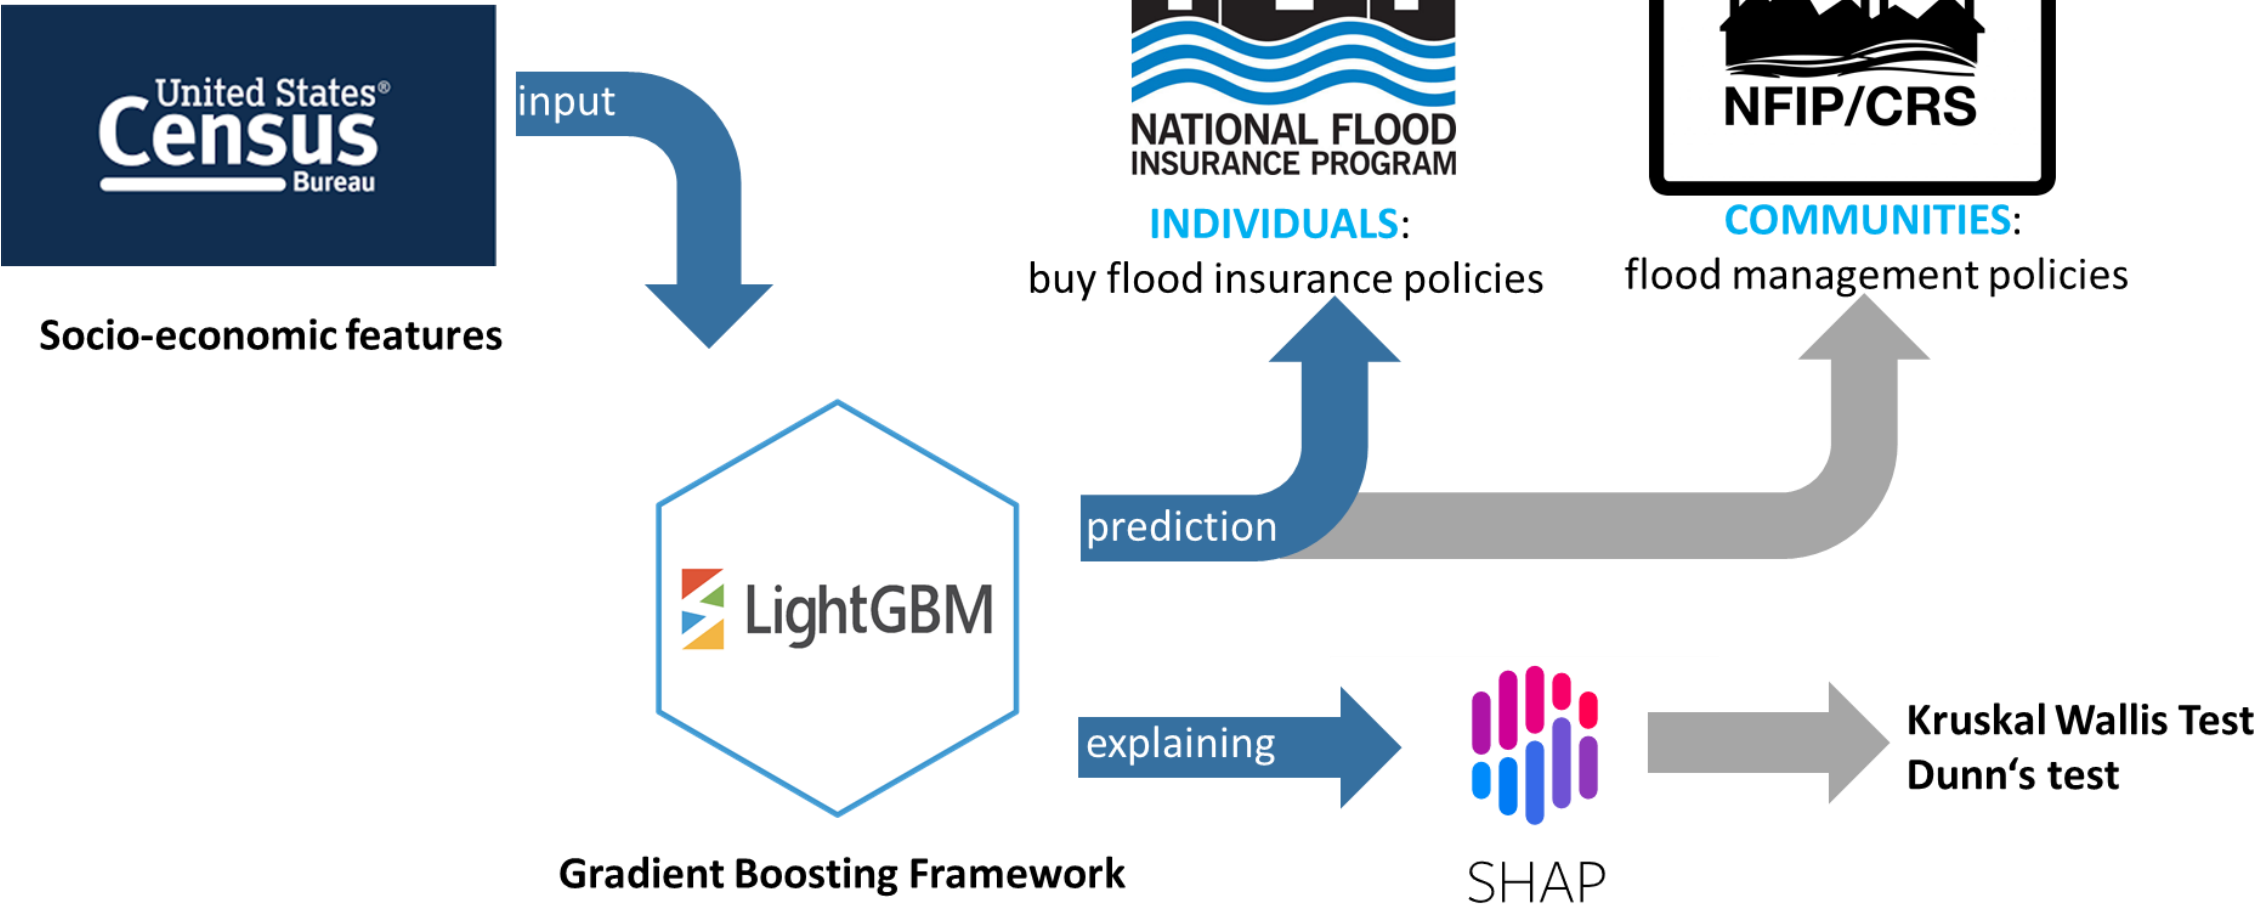 United States®
Census
Bureau
Socio-economic features
input
NATIONAL FLOOD
INSURANCE PROGRAM
INDIVIDUALS:
buy flood insurance policies
NFIP/CRS
COMMUNITIES:
flood management policies
LightGBM
Gradient Boosting Framework
prediction
explaining
SHAP
Kruskal Wallis Test
Dunn‘s test